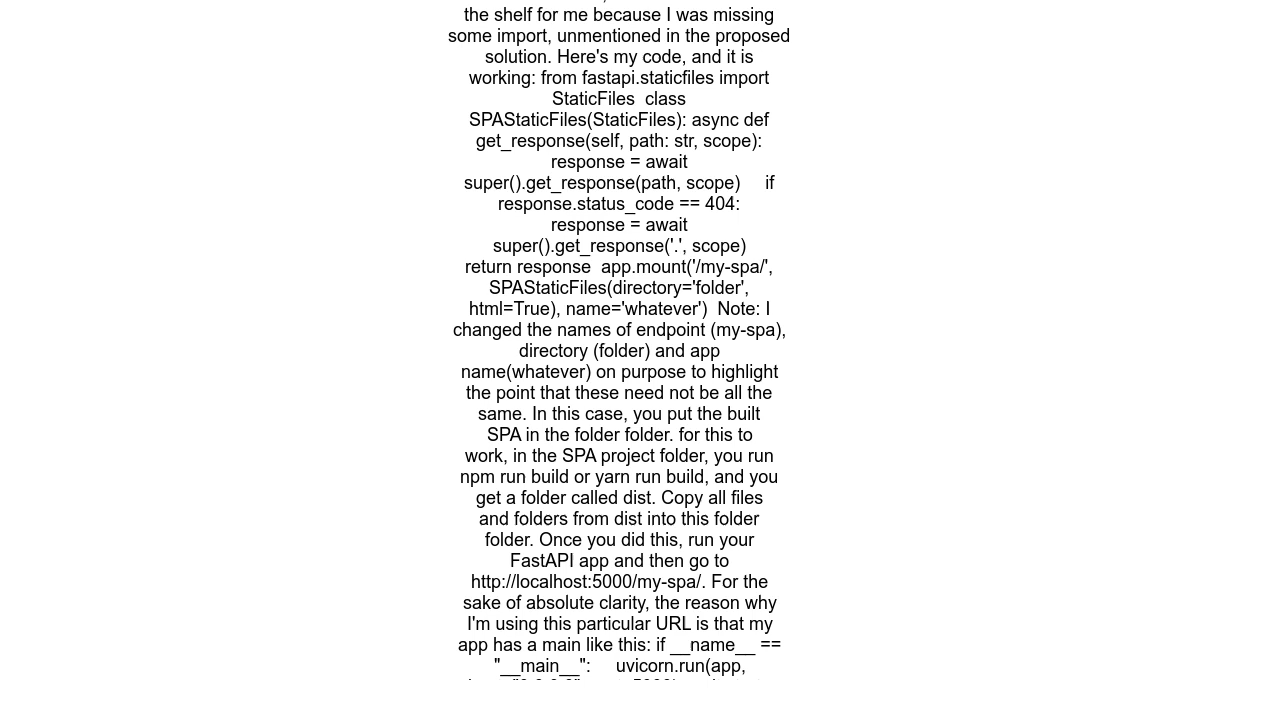 the shelf for me because I was missing
some import, unmentioned in the proposed
solution. Here's my code, and it is
working: from fastapi.staticfiles import
StaticFiles  class
SPAStaticFiles(StaticFiles): async def
get_response(self, path: str, scope):
response = await
super().get_response(path, scope)     if
response.status_code == 404:
response = await
super().get_response('.', scope)
return response  app.mount('/my-spa/',
SPAStaticFiles(directory='folder',
html=True), name='whatever')  Note: I
changed the names of endpoint (my-spa),
directory (folder) and app
name(whatever) on purpose to highlight
the point that these need not be all the
same. In this case, you put the built
SPA in the folder folder. for this to
work, in the SPA project folder, you run
npm run build or yarn run build, and you
get a folder called dist. Copy all files
and folders from dist into this folder
folder. Once you did this, run your
FastAPI app and then go to
http://localhost:5000/my-spa/. For the
sake of absolute clarity, the reason why
I'm using this particular URL is that my
app has a main like this: if __name__ ==
"__main__":     uvicorn.run(app,